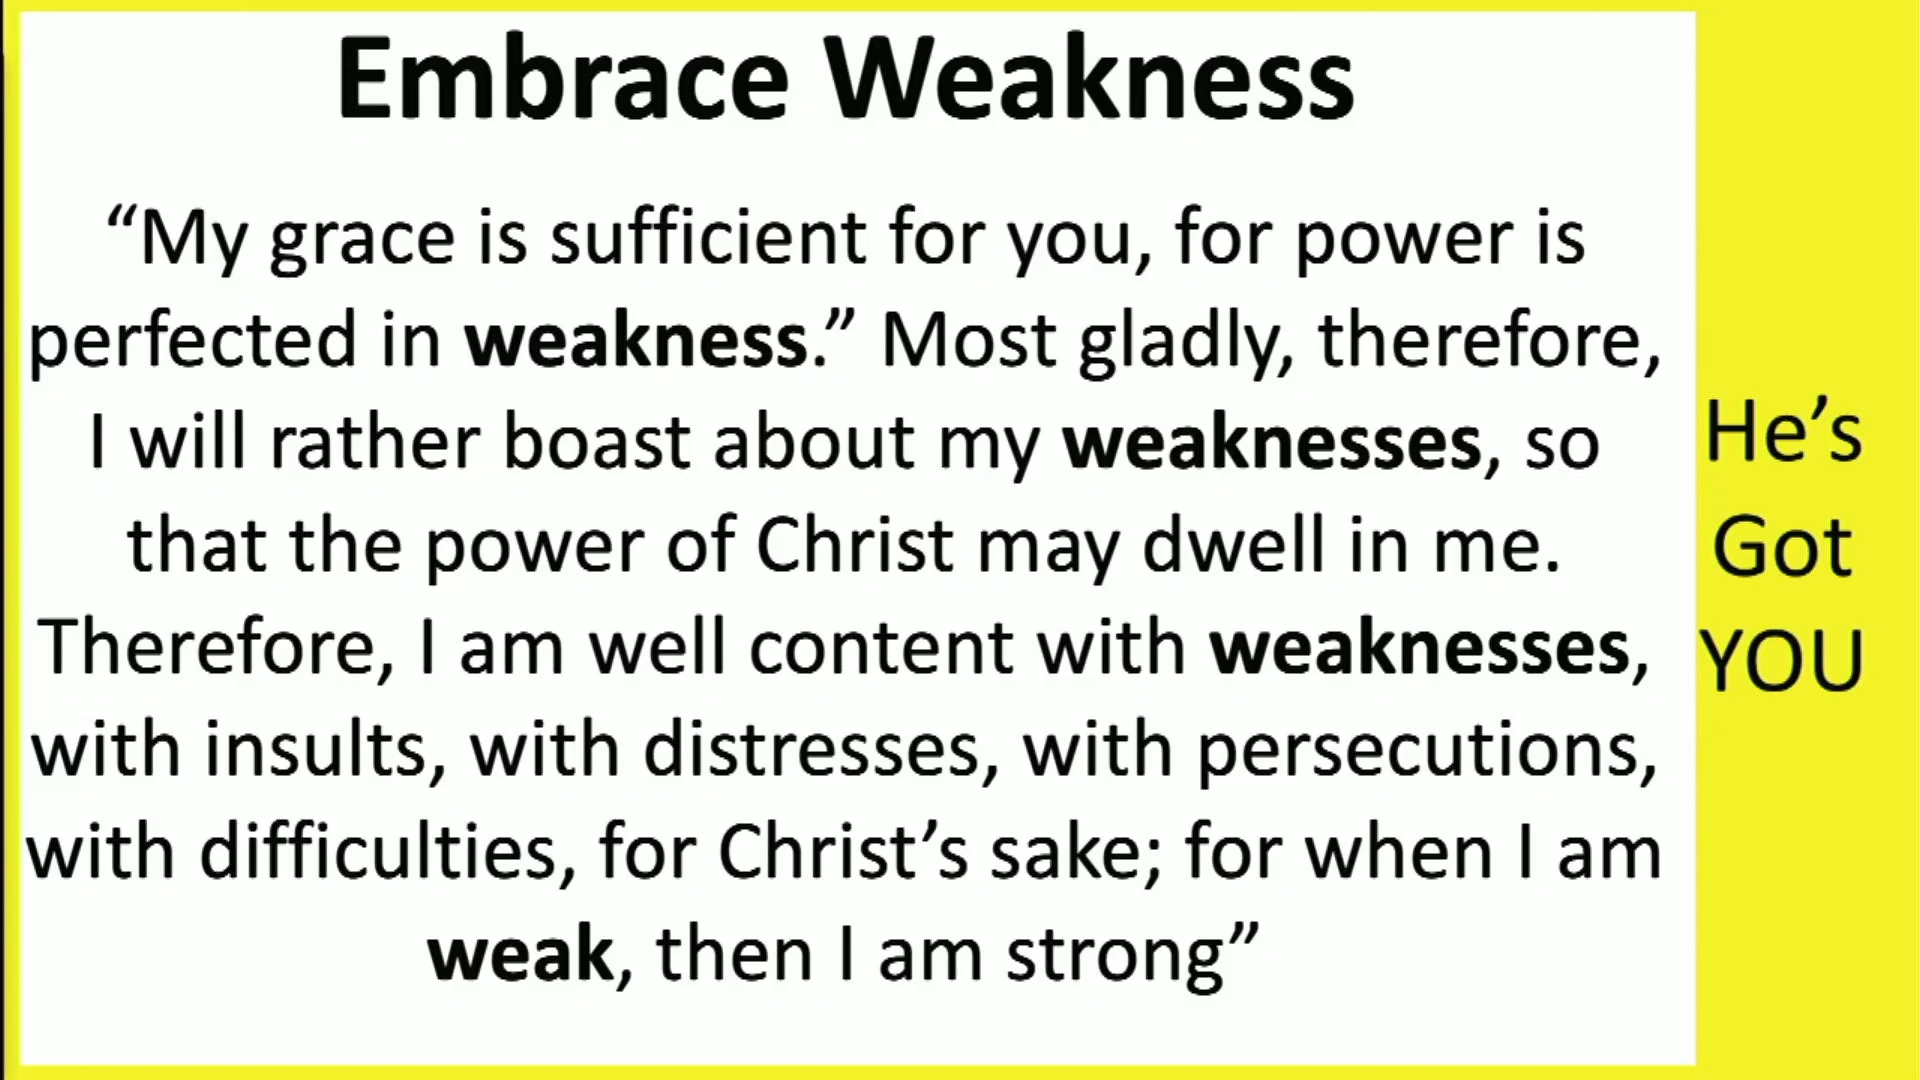 Embrace Weakness
“My grace is sufficient for you, for power is
perfected in weakness.” Most gladly, therefore,
I will rather boast about my weaknesses, so
that the power of Christ may dwell in me.
Therefore, I am well content with weaknesses,
with insults, with distresses, with persecutions,
with difficulties, for Christ’s sake; for when I am
weak, then I am strong”
He’s
Got
YOU